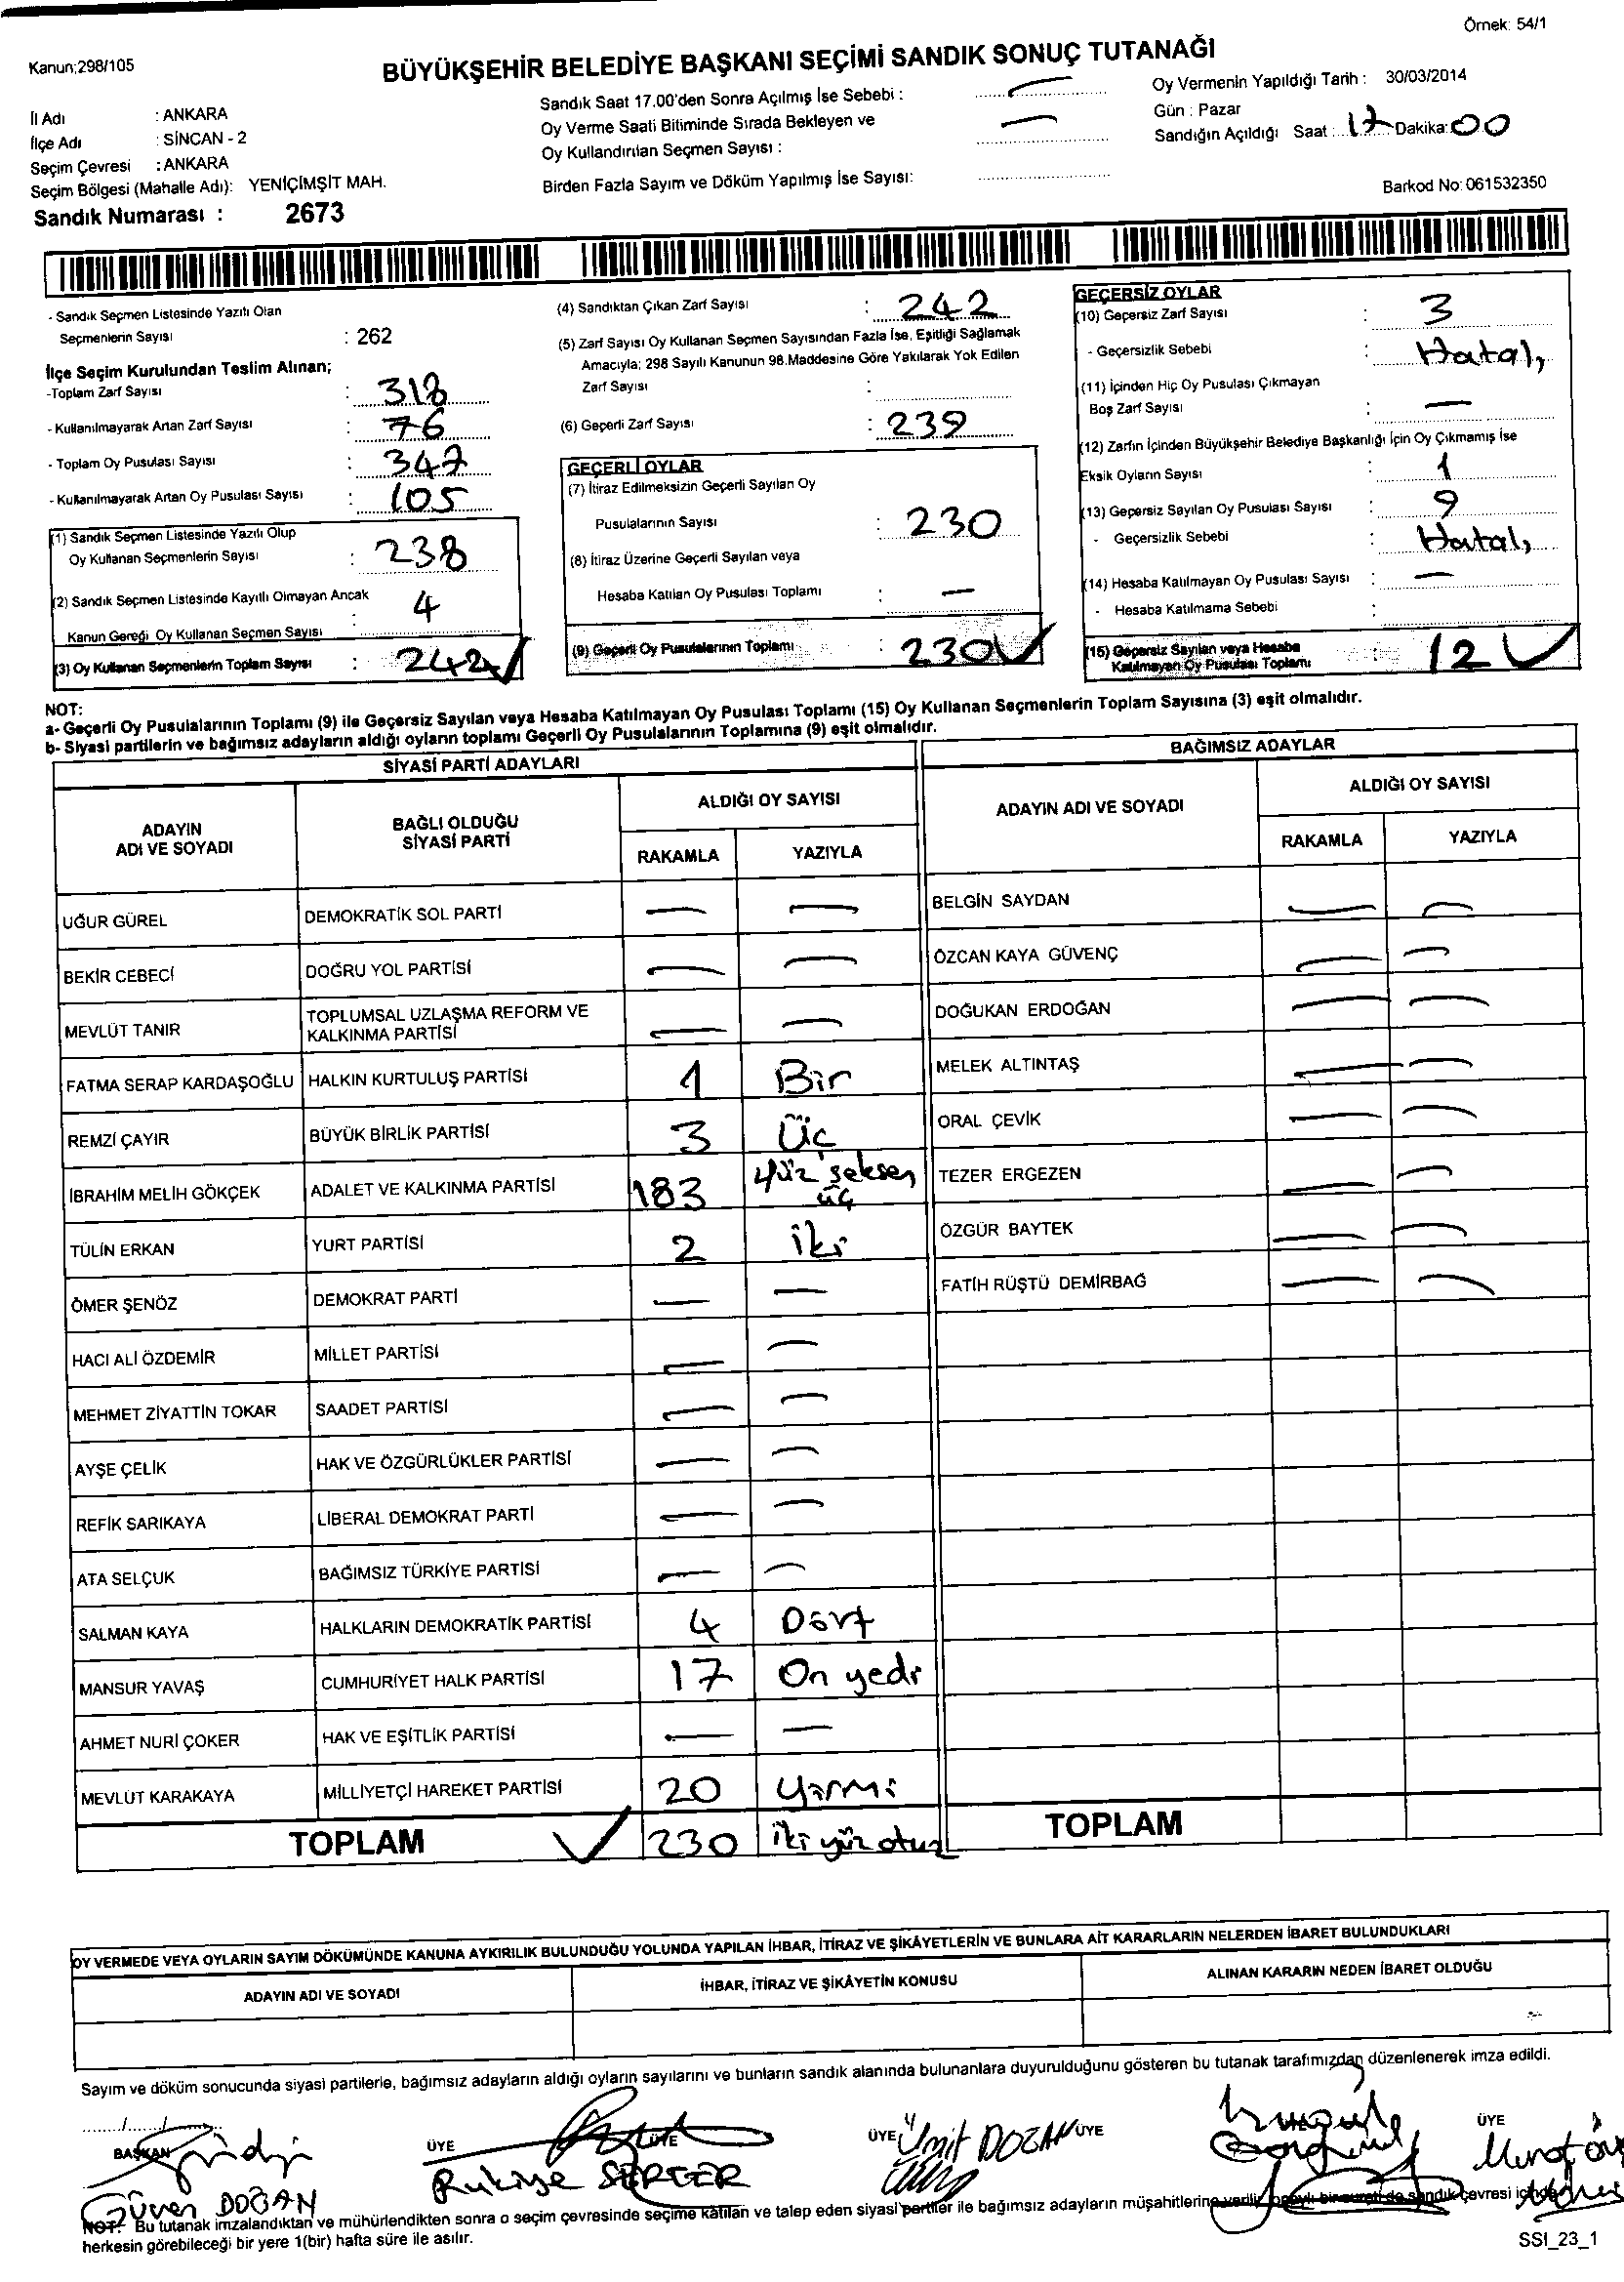 Örnek: 54/1
Kanun:298/105
BÜYÜKŞEHİR BELEDİYE BAŞKANI SEÇİMİ SANDIK SONUÇ TUTANAĞI
İl Adı : ANKARA
İlçe Adı : SİNCAN - 2
Seçim Çevresi : ANKARA
Seçim Bölgesi (Mahalle Adı): YENİÇİMŞİT MAH.
Sandık Numarası : 2673
Sandık Saat 17.00'den Sonra Açılmış İse Sebebi : —
Oy Verme Saati Bitiminde Sırada Bekleyen ve
Oy Kullandırılan Seçmen Sayısı : —
Birden Fazla Sayım ve Döküm Yapılmış İse Sayısı:
Oy Vermenin Yapıldığı Tarih : 30/03/2014
Gün : Pazar
Sandığın Açıldığı Saat : 17 Dakika: 00
Barkod No: 061532350
- Sandık Seçmen Listesinde Yazılı Olan
Seçmenlerin Sayısı : 262
İlçe Seçim Kurulundan Teslim Alınan;
-Toplam Zarf Sayısı : 318
- Kullanılmayarak Artan Zarf Sayısı : 76
- Toplam Oy Pusulası Sayısı : 347
- Kullanılmayarak Artan Oy Pusulası Sayısı : 105
(1) Sandık Seçmen Listesinde Yazılı Olup
Oy Kullanan Seçmenlerin Sayısı : 238
(2) Sandık Seçmen Listesinde Kayıtlı Olmayan Ancak
Kanun Gereği Oy Kullanan Seçmen Sayısı : 4
(3) Oy Kullanan Seçmenlerin Toplam Sayısı : 242
(4) Sandıktan Çıkan Zarf Sayısı : 242
(5) Zarf Sayısı Oy Kullanan Seçmen Sayısından Fazla İse, Eşitliği Sağlamak
Amacıyla; 298 Sayılı Kanunun 98.Maddesine Göre Yakılarak Yok Edilen
Zarf Sayısı :
(6) Geçerli Zarf Sayısı : 239
GEÇERLİ OYLAR
(7) İtiraz Edilmeksizin Geçerli Sayılan Oy
Pusulalarının Sayısı : 230
(8) İtiraz Üzerine Geçerli Sayılan veya
Hesaba Katılan Oy Pusulası Toplamı : —
(9) Geçerli Oy Pusulalarının Toplamı : 230
GEÇERSİZ OYLAR
(10) Geçersiz Zarf Sayısı : 3
- Geçersizlik Sebebi : Hatalı
(11) İçinden Hiç Oy Pusulası Çıkmayan
Boş Zarf Sayısı : —
(12) Zarfın İçinden Büyükşehir Belediye Başkanlığı İçin Oy Çıkmamış İse
Eksik Oyların Sayısı : 1
(13) Geçersiz Sayılan Oy Pusulası Sayısı : 9
- Geçersizlik Sebebi : Hatalı
(14) Hesaba Katılmayan Oy Pusulası Sayısı : —
- Hesaba Katılmama Sebebi :
(15) Geçersiz Sayılan veya Hesaba
Katılmayan Oy Pusulası Toplamı : 12
NOT:
a- Geçerli Oy Pusulalarının Toplamı (9) ile Geçersiz Sayılan veya Hesaba Katılmayan Oy Pusulası Toplamı (15) Oy Kullanan Seçmenlerin Toplam Sayısına (3) eşit olmalıdır.
b- Siyasi partilerin ve bağımsız adayların aldığı oyların toplamı Geçerli Oy Pusulalarının Toplamına (9) eşit olmalıdır.
SİYASİ PARTİ ADAYLARI
ADAYIN ADI VE SOYADI BAĞLI OLDUĞU SİYASİ PARTİ ALDIĞI OY SAYISI
RAKAMLA YAZIYLA
UĞUR GÜREL DEMOKRATİK SOL PARTİ — —
BEKİR CEBECİ DOĞRU YOL PARTİSİ — —
MEVLÜT TANIR TOPLUMSAL UZLAŞMA REFORM VE KALKINMA PARTİSİ — —
FATMA SERAP KARDAŞOĞLU HALKIN KURTULUŞ PARTİSİ 1 Bir
REMZİ ÇAYIR BÜYÜK BİRLİK PARTİSİ 3 Üç
İBRAHİM MELİH GÖKÇEK ADALET VE KALKINMA PARTİSİ 183 Yüz seksen üç
TÜLİN ERKAN YURT PARTİSİ 2 iki
ÖMER ŞENÖZ DEMOKRAT PARTİ — —
HACI ALİ ÖZDEMİR MİLLET PARTİSİ — —
MEHMET ZİYATTİN TOKAR SAADET PARTİSİ — —
AYŞE ÇELİK HAK VE ÖZGÜRLÜKLER PARTİSİ — —
REFİK SARIKAYA LİBERAL DEMOKRAT PARTİ — —
ATA SELÇUK BAĞIMSIZ TÜRKİYE PARTİSİ — —
SALMAN KAYA HALKLARIN DEMOKRATİK PARTİSİ 4 Dört
MANSUR YAVAŞ CUMHURİYET HALK PARTİSİ 17 On yedi
AHMET NURİ ÇOKER HAK VE EŞİTLİK PARTİSİ — —
MEVLÜT KARAKAYA MİLLİYETÇİ HAREKET PARTİSİ 20 Yirmi
TOPLAM 230 iki yüz otuz
BAĞIMSIZ ADAYLAR
ADAYIN ADI VE SOYADI ALDIĞI OY SAYISI
RAKAMLA YAZIYLA
BELGİN SAYDAN — —
ÖZCAN KAYA GÜVENÇ — —
DOĞUKAN ERDOĞAN — —
MELEK ALTINTAŞ — —
ORAL ÇEVİK — —
TEZER ERGEZEN — —
ÖZGÜR BAYTEK — —
FATİH RÜŞTÜ DEMİRBAĞ — —
TOPLAM
OY VERMEDE VEYA OYLARIN SAYIM DÖKÜMÜNDE KANUNA AYKIRILIK BULUNDUĞU YOLUNDA YAPILAN İHBAR, İTİRAZ VE ŞİKÂYETLERİN VE BUNLARA AİT KARARLARIN NELERDEN İBARET BULUNDUKLARI
ADAYIN ADI VE SOYADI İHBAR, İTİRAZ VE ŞİKÂYETİN KONUSU ALINAN KARARIN NEDEN İBARET OLDUĞU
Sayım ve döküm sonucunda siyasi partilerle, bağımsız adayların aldığı oyların sayılarını ve bunların sandık alanında bulunanlara duyurulduğunu gösteren bu tutanak tarafımızdan düzenlenerek imza edildi.
...../...../..........
BAŞKAN ÜYE ÜYE ÜYE ÜYE ÜYE
Güven DOĞAN Rukiye SERTER Ümit DOĞAN Murat
NOT: Bu tutanak imzalandıktan ve mühürlendikten sonra o seçim çevresinde seçime katılan ve talep eden siyasi partiler ile bağımsız adayların müşahitlerine verilir, onaylı bir sureti de sandık çevresi içinde
herkesin görebileceği bir yere 1(bir) hafta süre ile asılır.
SSI_23_1